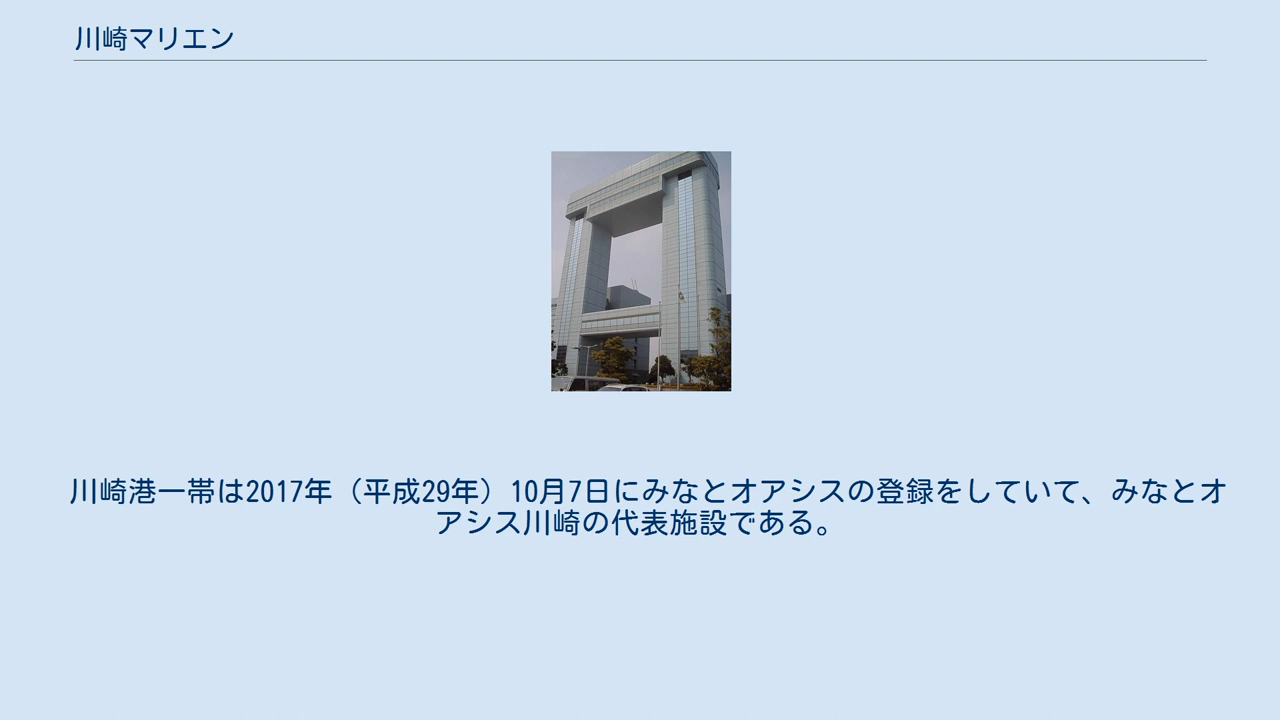 川崎マリエン
川崎港一帯は2017年（平成29年）10月7日にみなとオアシスの登録をしていて、みなとオ
アシス川崎の代表施設である。